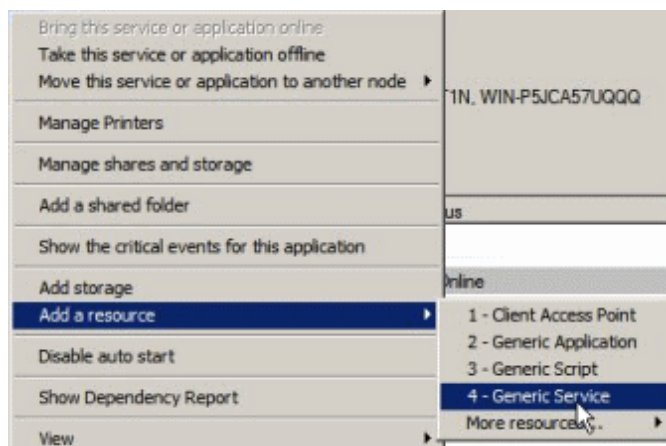 Bring this service or application online
Take this service or application offline
Move this service or application to another node
T1N, WIN-P5JCA57UQQQ
Manage Printers
Manage shares and storage
Add a shared folder
us
Show the critical events for this application
Online
Add storage
Add a resource
1 - Client Access Point
2 - Generic Application
3 - Generic Script
4 - Generic Service
More resources...
Disable auto start
Show Dependency Report
View